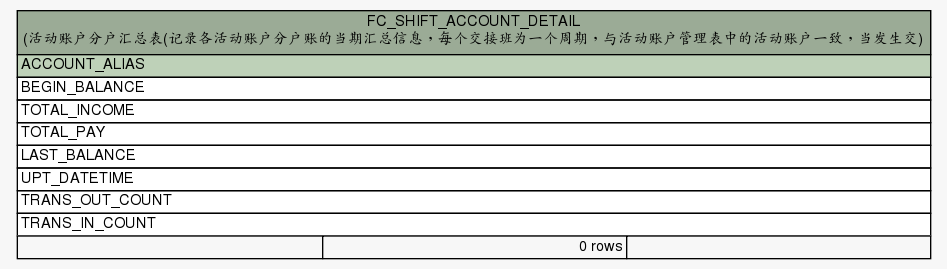 FC_SHIFT_ACCOUNT_DETAIL
(活动账户分户汇总表(记录各活动账户分户账的当期汇总信息，每个交接班为一个周期，与活动账户管理表中的活动账户一致，当发生交)
ACCOUNT_ALIAS
BEGIN_BALANCE
TOTAL_INCOME
TOTAL_PAY
LAST_BALANCE
UPT_DATETIME
TRANS_OUT_COUNT
TRANS_IN_COUNT
0 rows